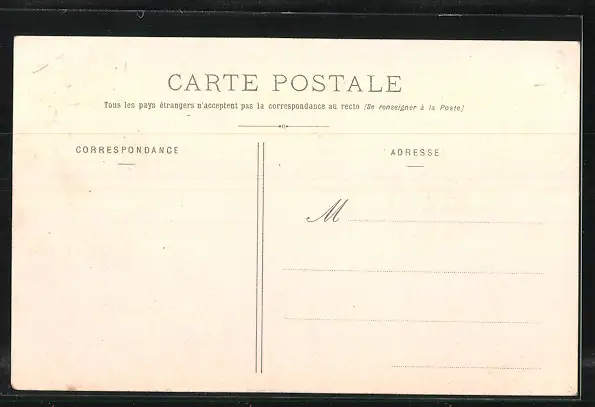 CARTE POSTALE
Tous les pays étrangers n'acceptent pas la correspondance au recto (Se renseigner à la Poste)
CORRESPONDANCE
ADRESSE
M